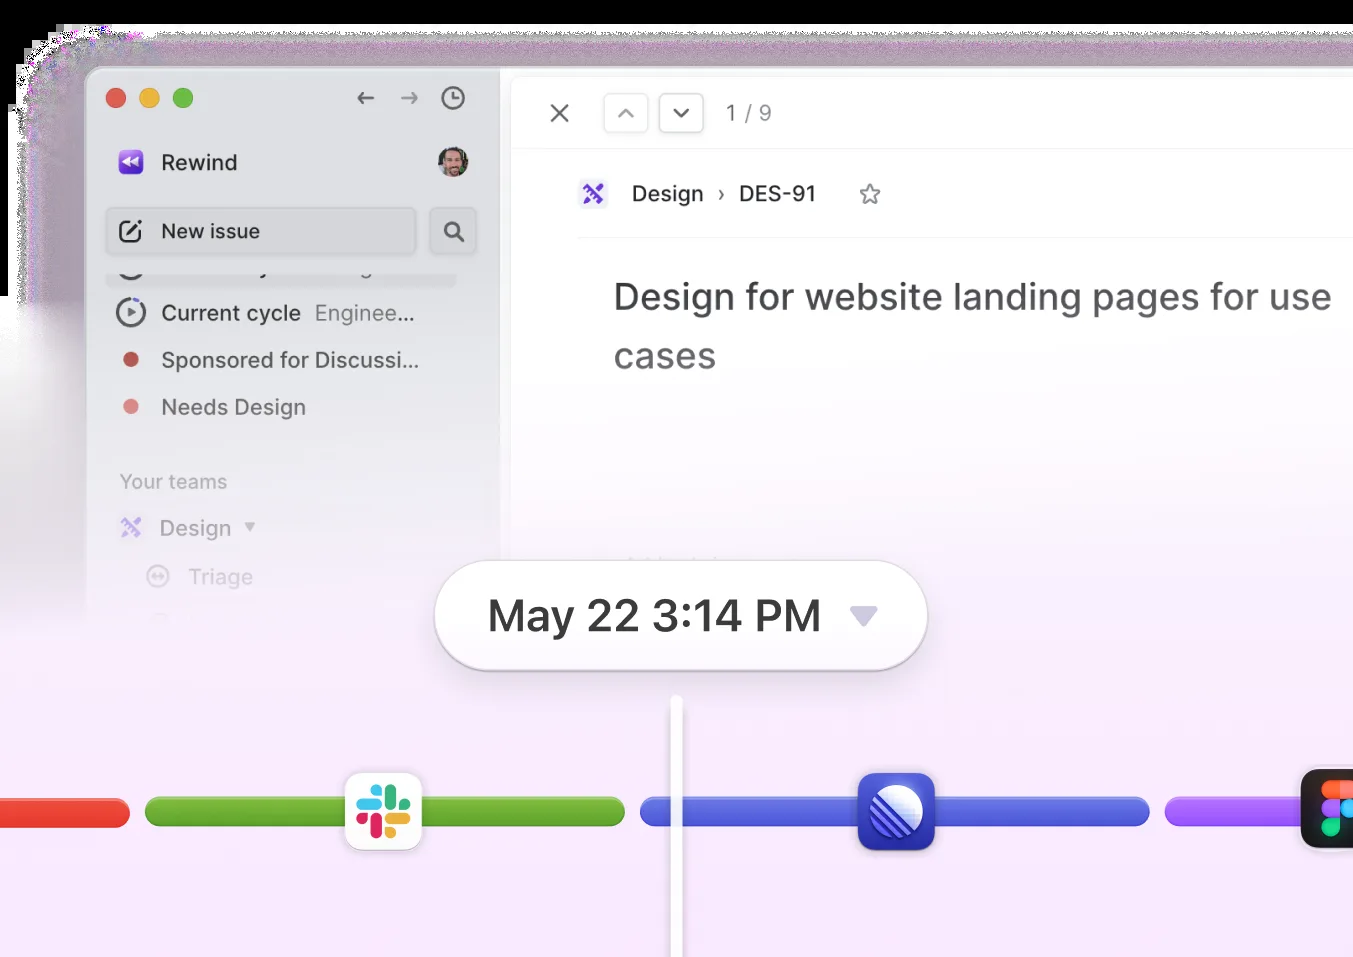 1 / 9
Rewind
Design › DES-91
New issue
Design for website landing pages for use
cases
Current cycle Enginee...
Sponsored for Discussi...
Needs Design
Your teams
Design
Triage
May 22 3:14 PM